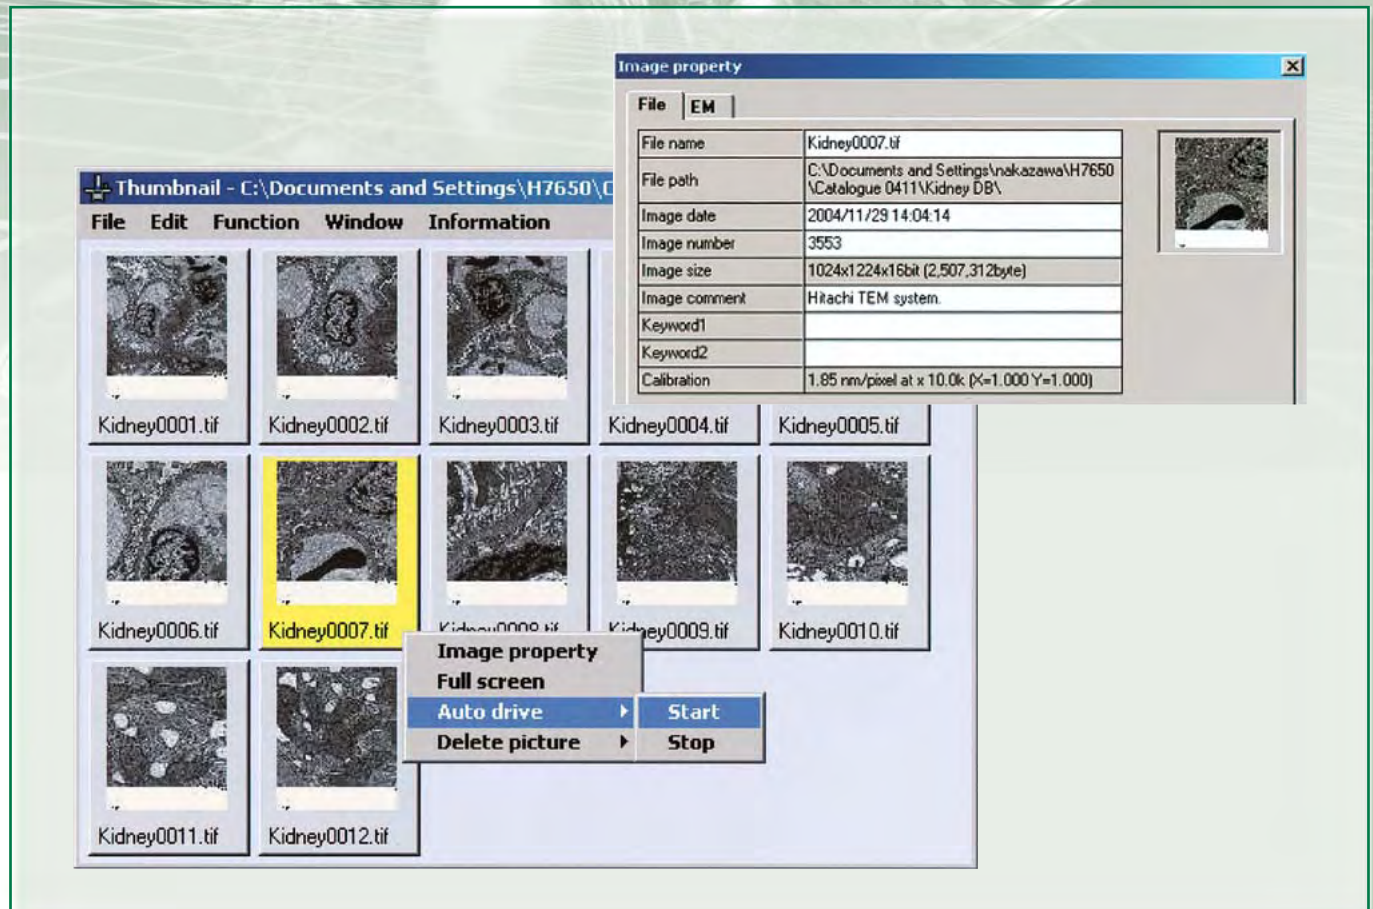 Image property
File EM
File name Kidney0007.tif
File path C:\Documents and Settings\nakazawa\H7650
\Catalogue 0411\Kidney DB\
Image date 2004/11/29 14:04:14
Image number 3553
Image size 1024x1224x16bit (2,507,312byte)
Image comment Hitachi TEM system.
Keyword1
Keyword2
Calibration 1.85 nm/pixel at x 10.0k (X=1.000 Y=1.000)
Thumbnail - C:\Documents and Settings\H7650\
File Edit Function Window Information
Kidney0001.tif Kidney0002.tif Kidney0003.tif Kidney0004.tif Kidney0005.tif
Kidney0006.tif Kidney0007.tif Kidney0009.tif Kidney0010.tif
Image property
Full screen
Auto drive Start
Delete picture Stop
Kidney0011.tif Kidney0012.tif